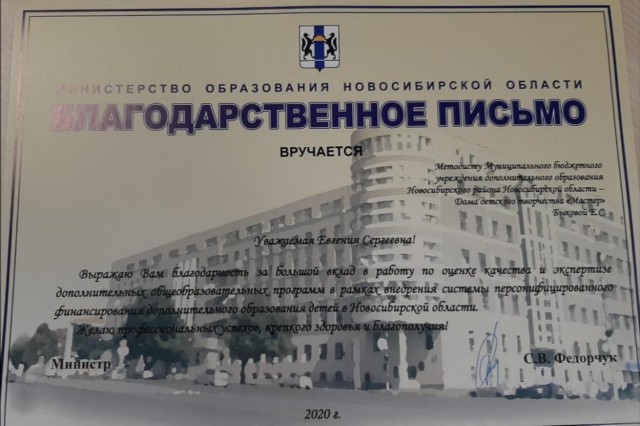 МИНИСТЕРСТВО ОБРАЗОВАНИЯ НОВОСИБИРСКОЙ ОБЛАСТИ
БЛАГОДАРСТВЕННОЕ ПИСЬМО
ВРУЧАЕТСЯ
Методисту Муниципального бюджетного
учреждения дополнительного образования
Новосибирского района Новосибирской области –
Дома детского творчества «Мастер»
Быковой Е.С.
Уважаемая Евгения Сергеевна!
Выражаю Вам благодарность за большой вклад в работу по оценке качества и экспертизе
дополнительных общеобразовательных программ в рамках внедрения системы персонифицированного
финансирования дополнительного образования детей в Новосибирской области.
Желаю профессиональных успехов, крепкого здоровья и благополучия!
Министр С.В. Федорчук
2020 г.